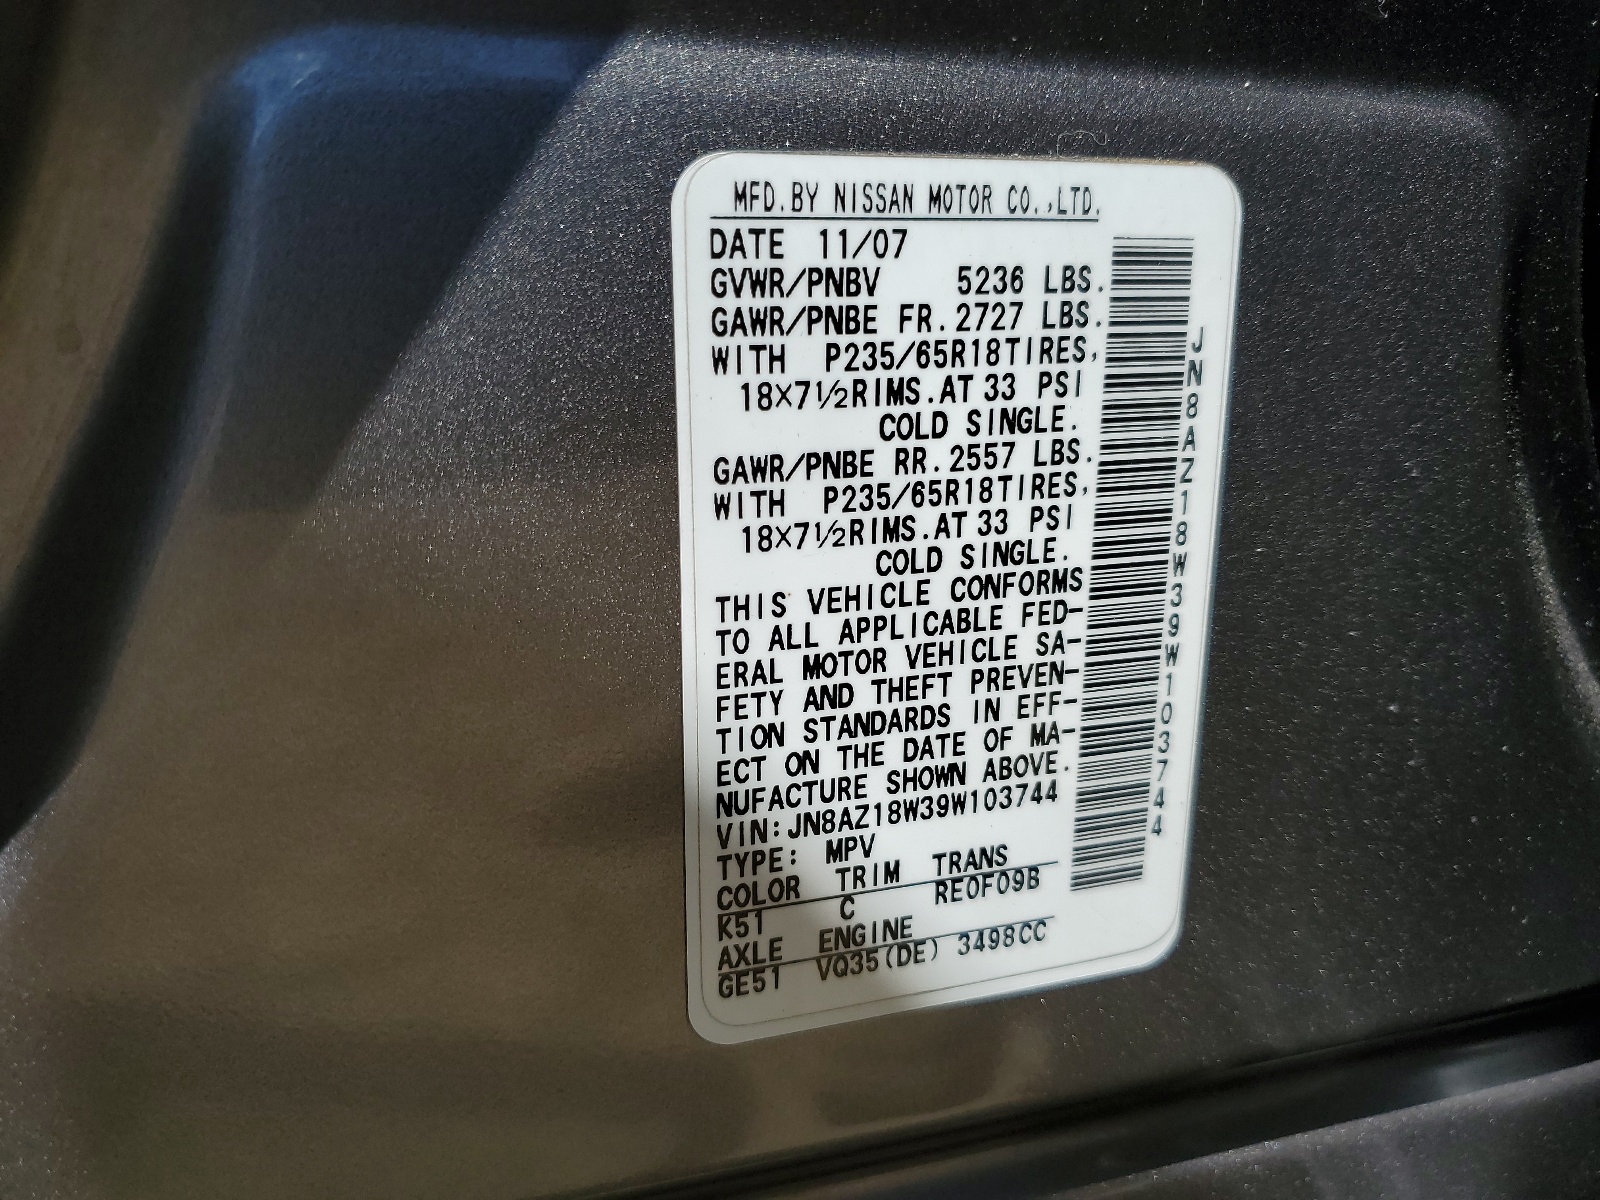 MFD.BY NISSAN MOTOR CO.,LTD.
DATE 11/07
GVWR/PNBV 5236 LBS.
GAWR/PNBE FR.2727 LBS.
WITH P235/65R18TIRES,
18X7½RIMS.AT 33 PSI
COLD SINGLE.
GAWR/PNBE RR.2557 LBS.
WITH P235/65R18TIRES,
18X7½RIMS.AT 33 PSI
COLD SINGLE.
THIS VEHICLE CONFORMS
TO ALL APPLICABLE FED-
ERAL MOTOR VEHICLE SA-
FETY AND THEFT PREVEN-
TION STANDARDS IN EFF-
ECT ON THE DATE OF MA-
NUFACTURE SHOWN ABOVE.
VIN:JN8AZ18W39W103744
TYPE: MPV
COLOR TRIM TRANS
K51 C RE0F09B
AXLE ENGINE
GE51 VQ35(DE) 3498CC
JN8AZ18W39W103744